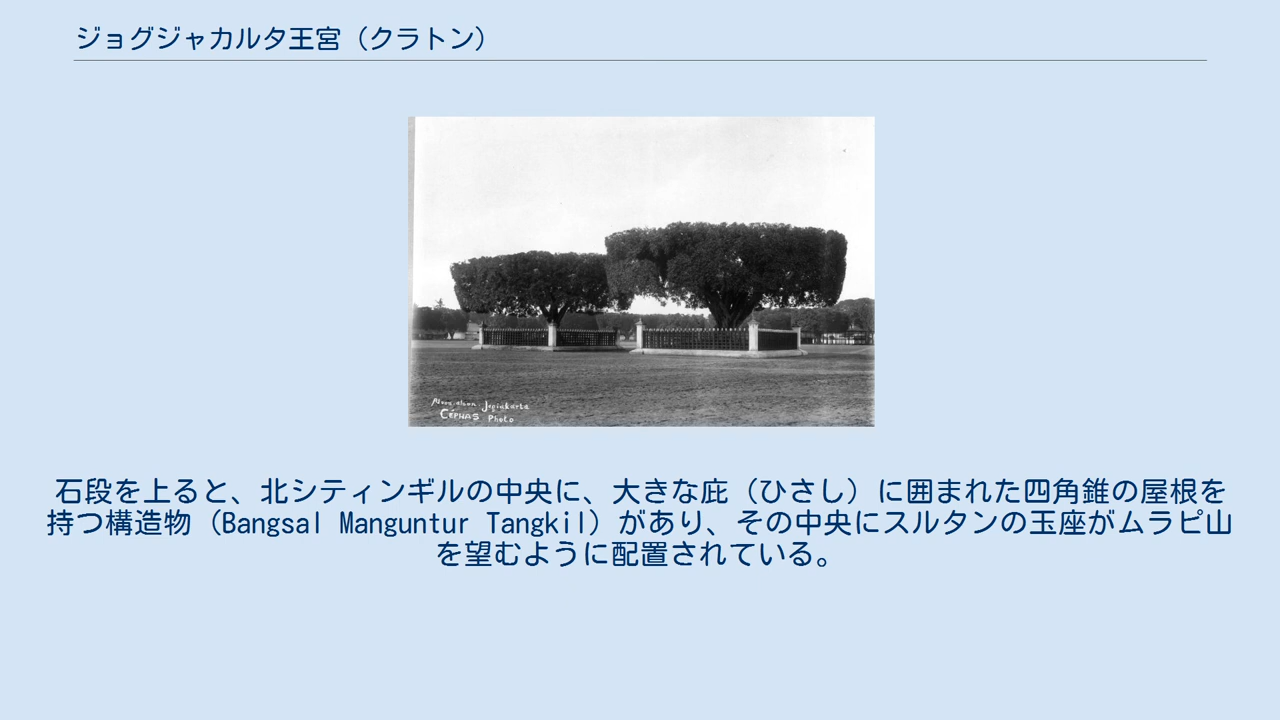 ジョグジャカルタ王宮（クラトン）
Jogjakarta
CÉPHAS Photo
石段を上ると、北シティンギルの中央に、大きな庇（ひさし）に囲まれた四角錐の屋根を
持つ構造物（Bangsal Manguntur Tangkil）があり、その中央にスルタンの玉座がムラピ山
を望むように配置されている。